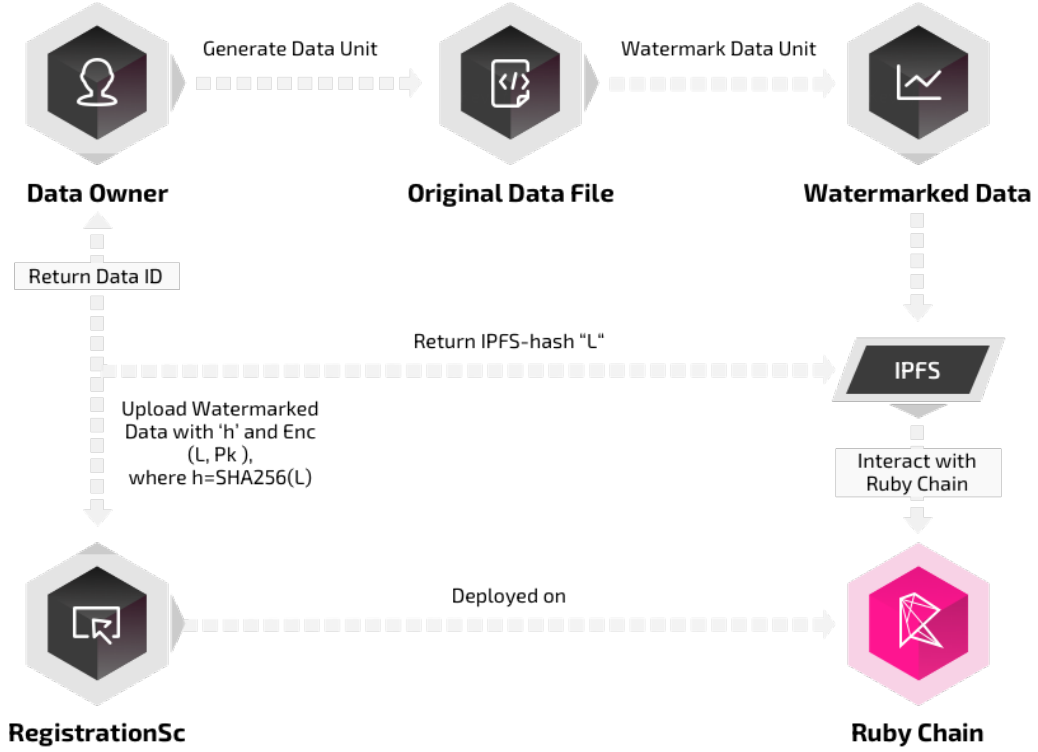 Generate Data Unit
Watermark Data Unit
Data Owner
Original Data File
Watermarked Data
Return Data ID
Return IPFS-hash “L“
IPFS
Upload Watermarked
Data with ‘h’ and Enc
(L, Pk ),
where h=SHA256(L)
Interact with
Ruby Chain
Deployed on
RegistrationSc
Ruby Chain